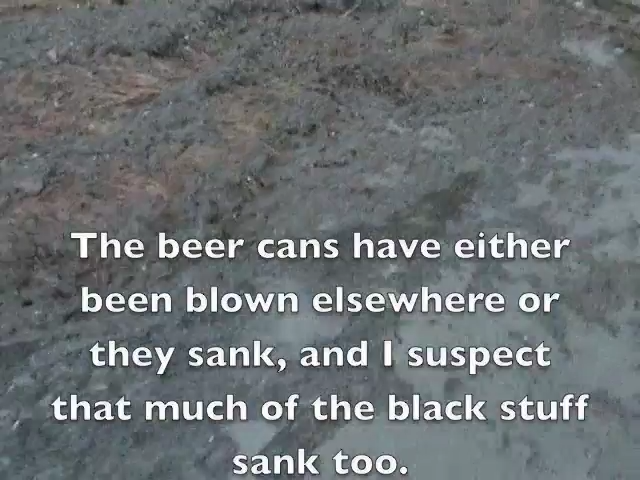 The beer cans have either
been blown elsewhere or
they sank, and I suspect
that much of the black stuff
sank too.